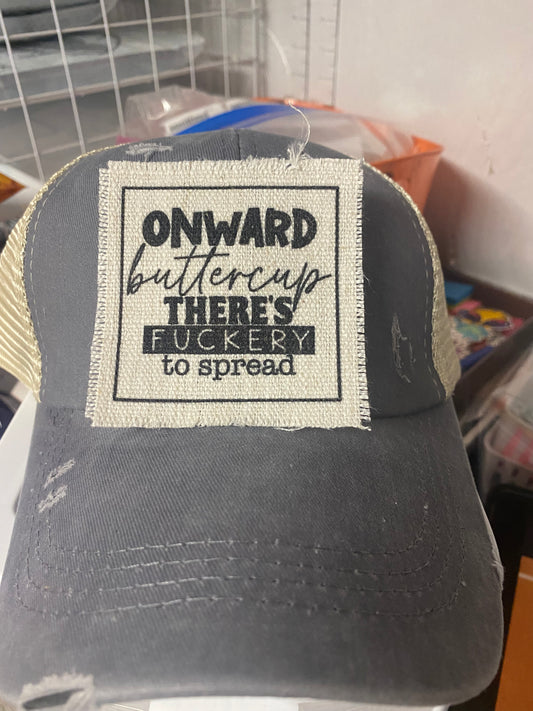 ONWARD
buttercup
THERE'S
FUCKERY
to spread